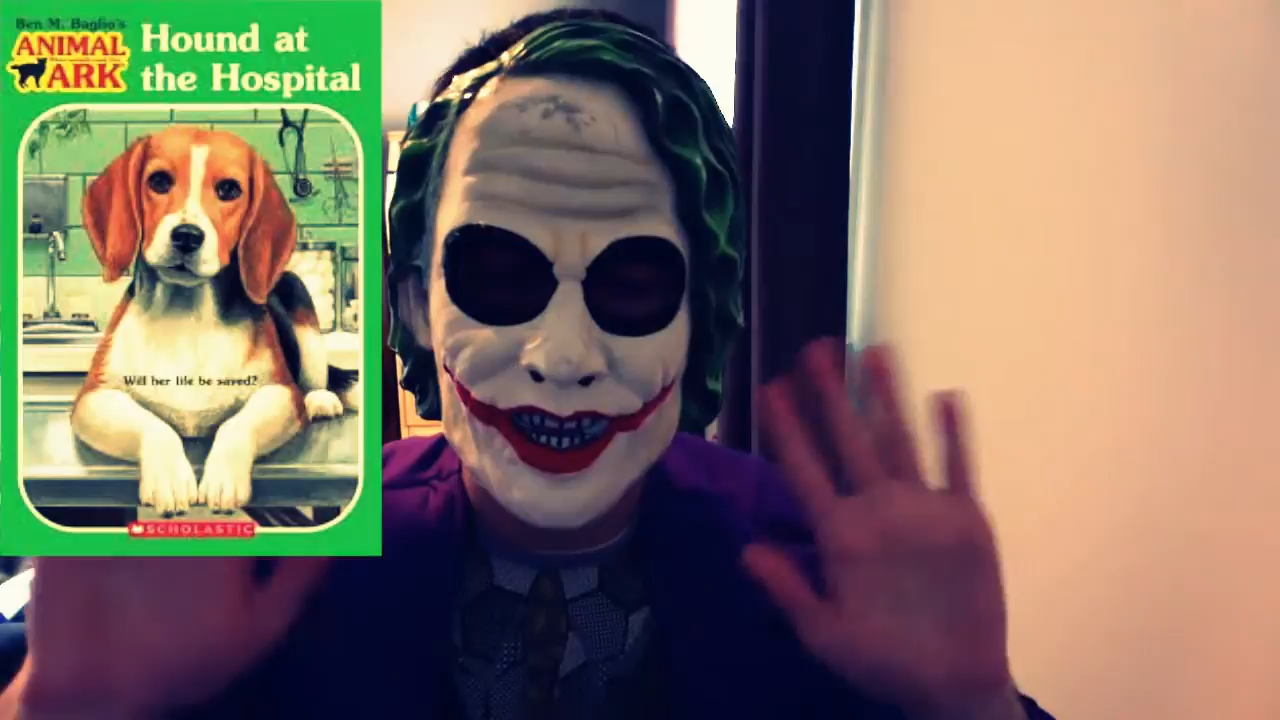 Ben M. Baglio's
ANIMAL
ARK
Hound at
the Hospital
Will her life be saved?
SCHOLASTIC